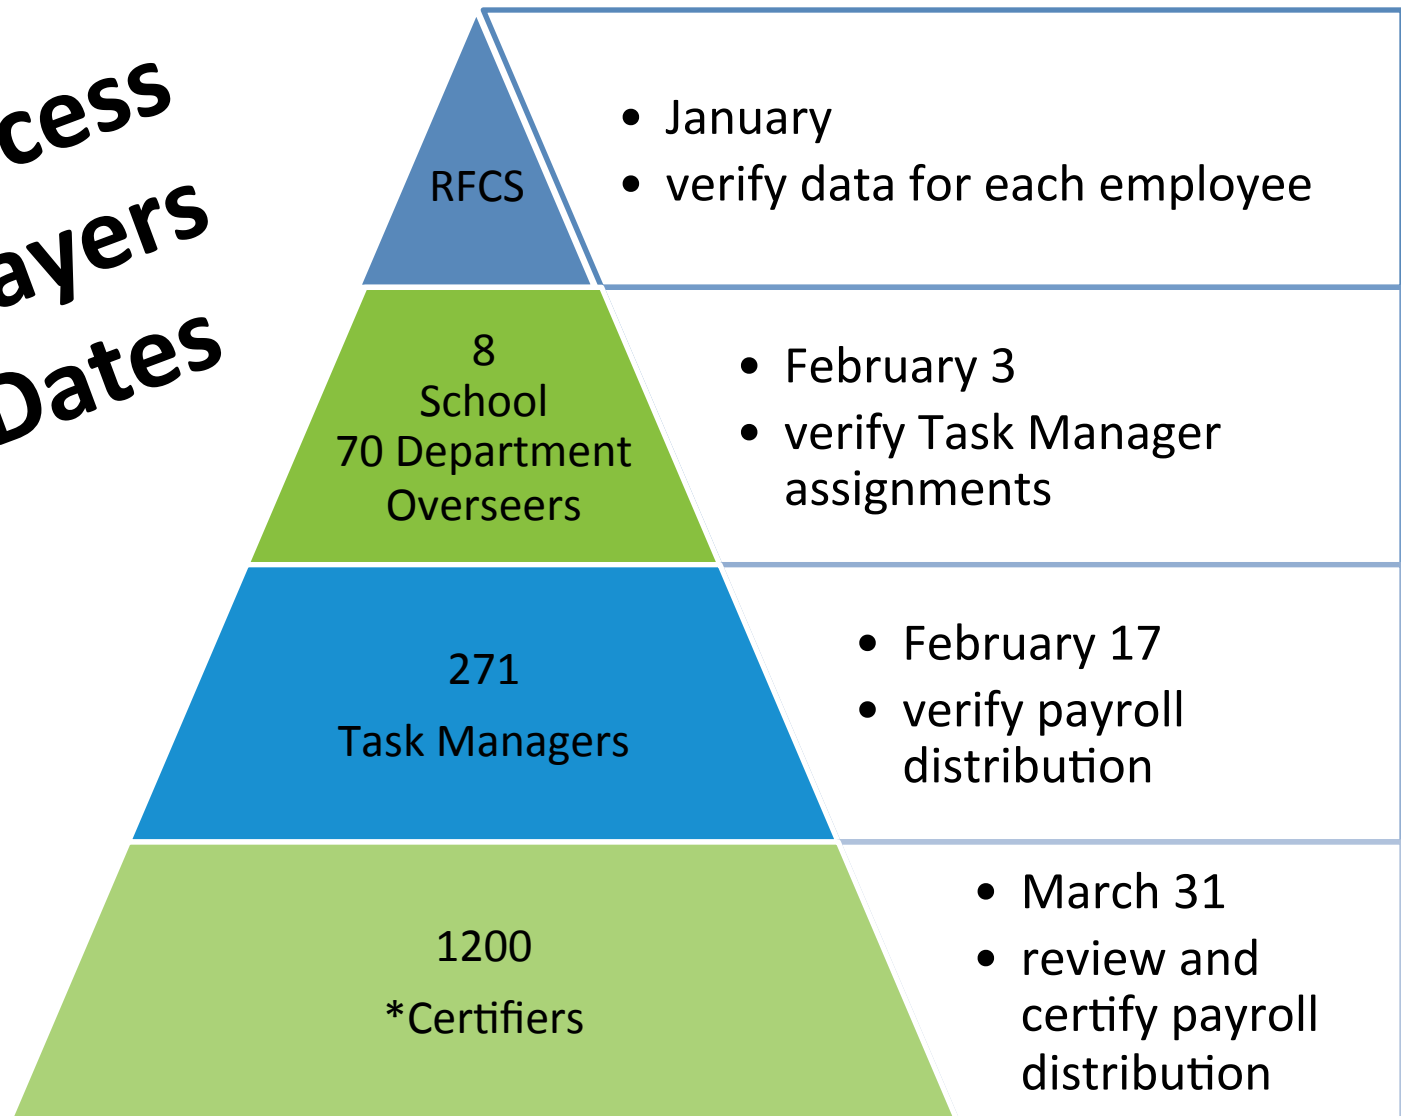 cess
ayers
Dates
RFCS
• January
• verify data for each employee
8
School
70 Department
Overseers
• February 3
• verify Task Manager
assignments
271
Task Managers
• February 17
• verify payroll
distribution
1200
*Certifiers
• March 31
• review and
certify payroll
distribution